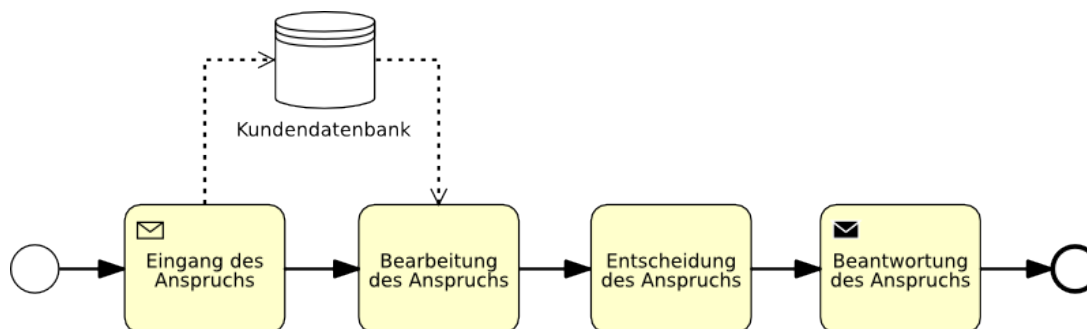 Kundendatenbank
Eingang des
Anspruchs
Bearbeitung
des Anspruchs
Entscheidung
des Anspruchs
Beantwortung
des Anspruchs